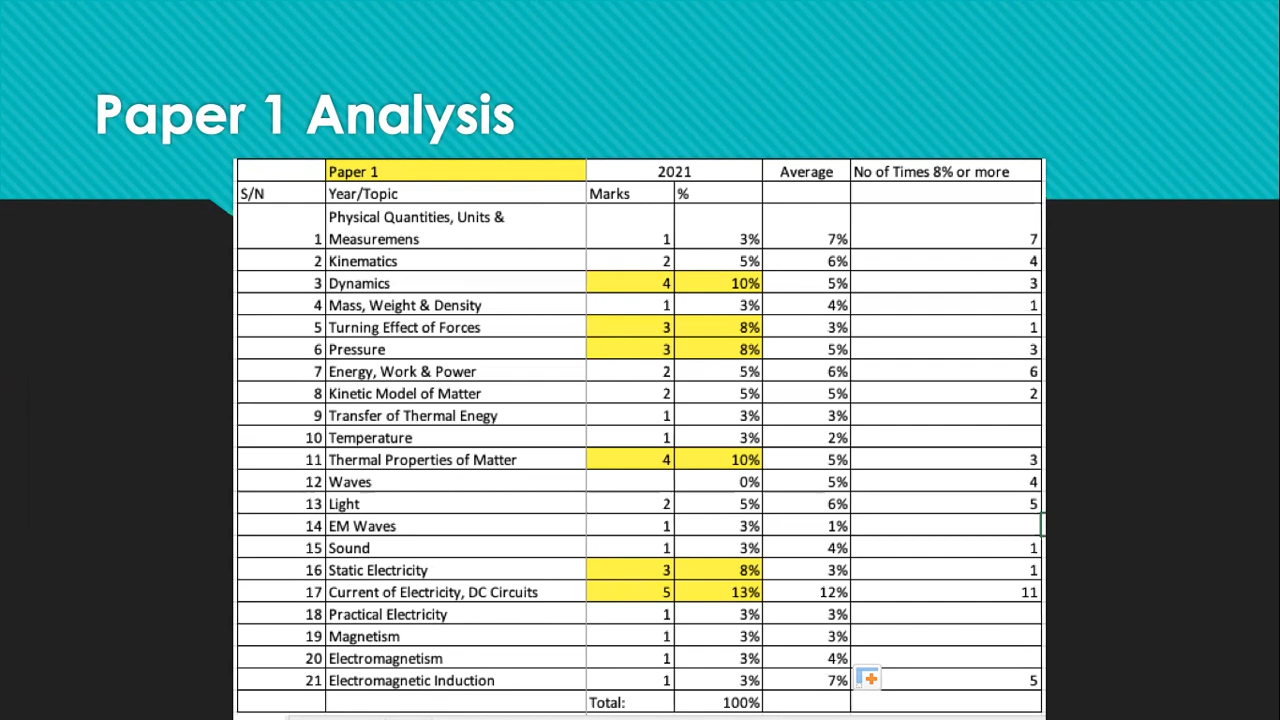 Paper 1 Analysis
Paper 1 2021 Average No of Times 8% or more
S/N Year/Topic Marks %
Physical Quantities, Units &
1 Measuremens 1 3% 7% 7
2 Kinematics 2 5% 6% 4
3 Dynamics 4 10% 5% 3
4 Mass, Weight & Density 1 3% 4% 1
5 Turning Effect of Forces 3 8% 3% 1
6 Pressure 3 8% 5% 3
7 Energy, Work & Power 2 5% 6% 6
8 Kinetic Model of Matter 2 5% 5% 2
9 Transfer of Thermal Enegy 1 3% 3%
10 Temperature 1 3% 2%
11 Thermal Properties of Matter 4 10% 5% 3
12 Waves 0% 5% 4
13 Light 2 5% 6% 5
14 EM Waves 1 3% 1%
15 Sound 1 3% 4% 1
16 Static Electricity 3 8% 3% 1
17 Current of Electricity, DC Circuits 5 13% 12% 11
18 Practical Electricity 1 3% 3%
19 Magnetism 1 3% 3%
20 Electromagnetism 1 3% 4%
21 Electromagnetic Induction 1 3% 7% 5
Total: 100%